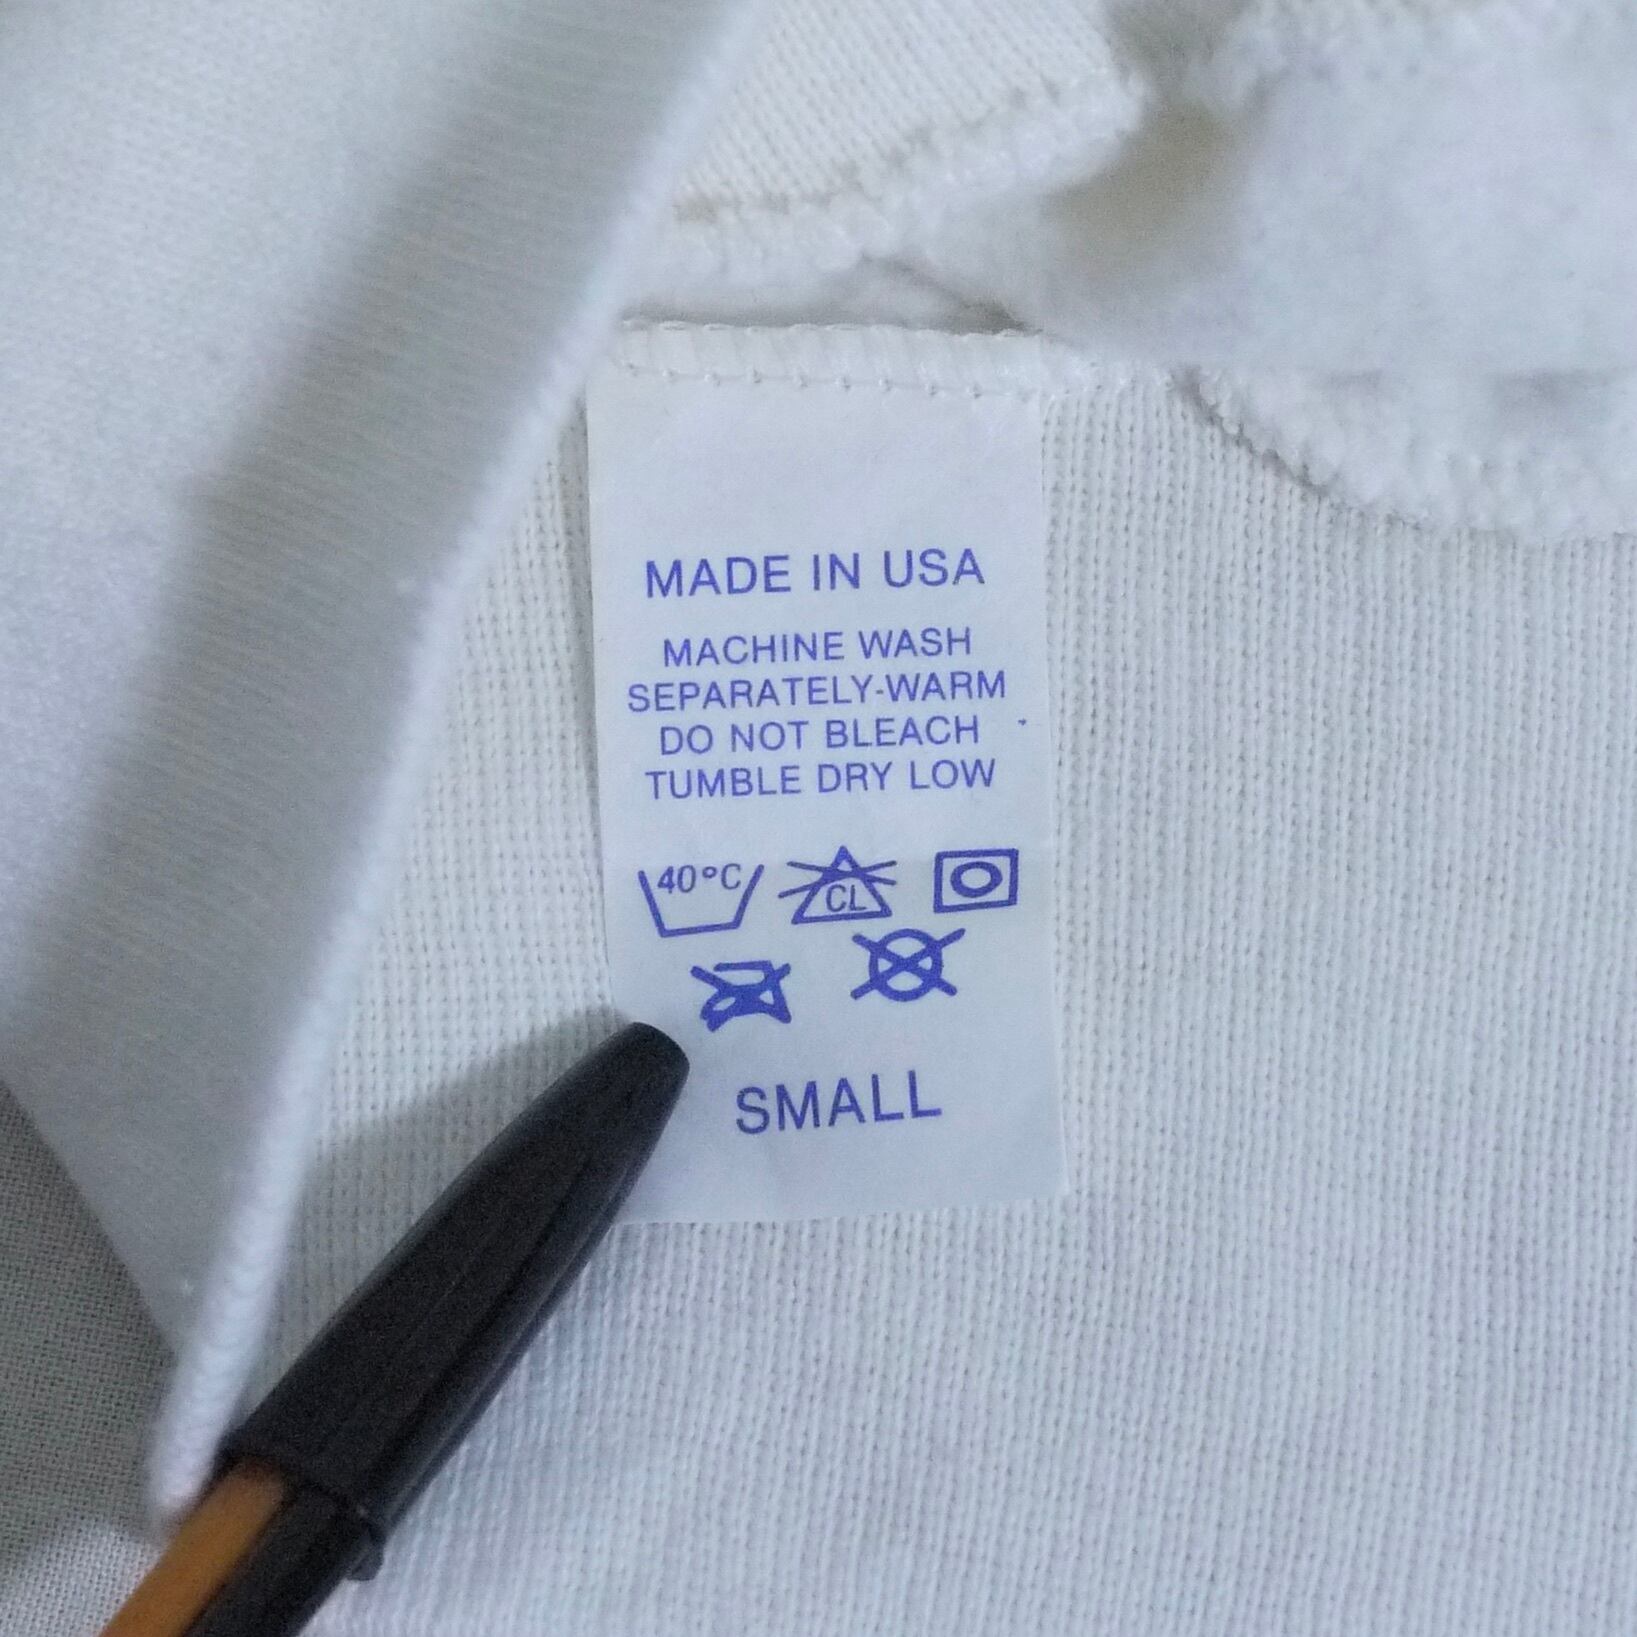 MADE IN USA
MACHINE WASH
SEPARATELY-WARM
DO NOT BLEACH
TUMBLE DRY LOW
40°C CL
SMALL